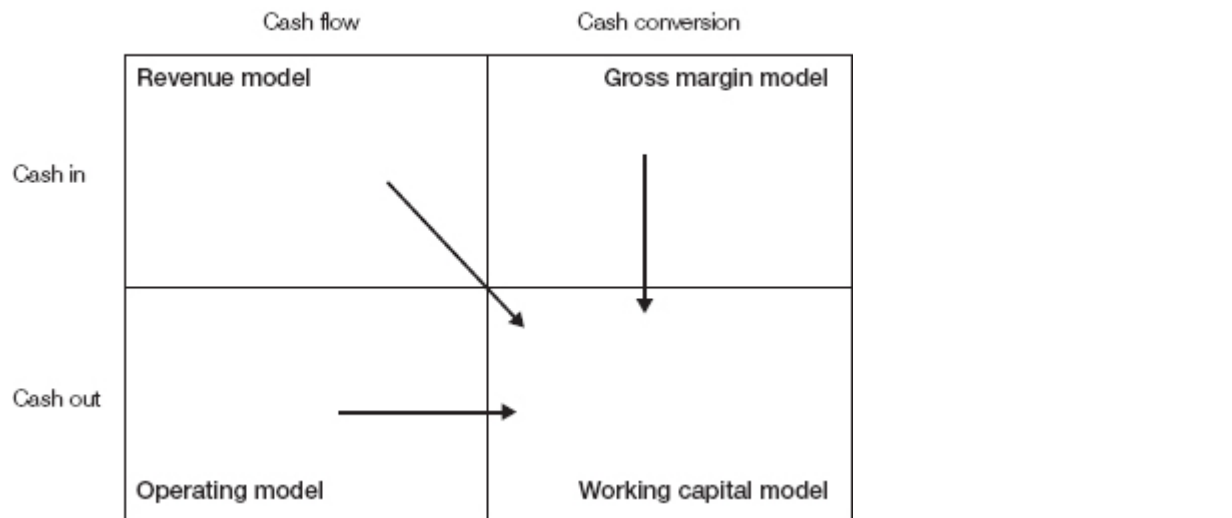 Cash flow
Cash conversion
Revenue model
Gross margin model
Cash in
Cash out
Operating model
Working capital model